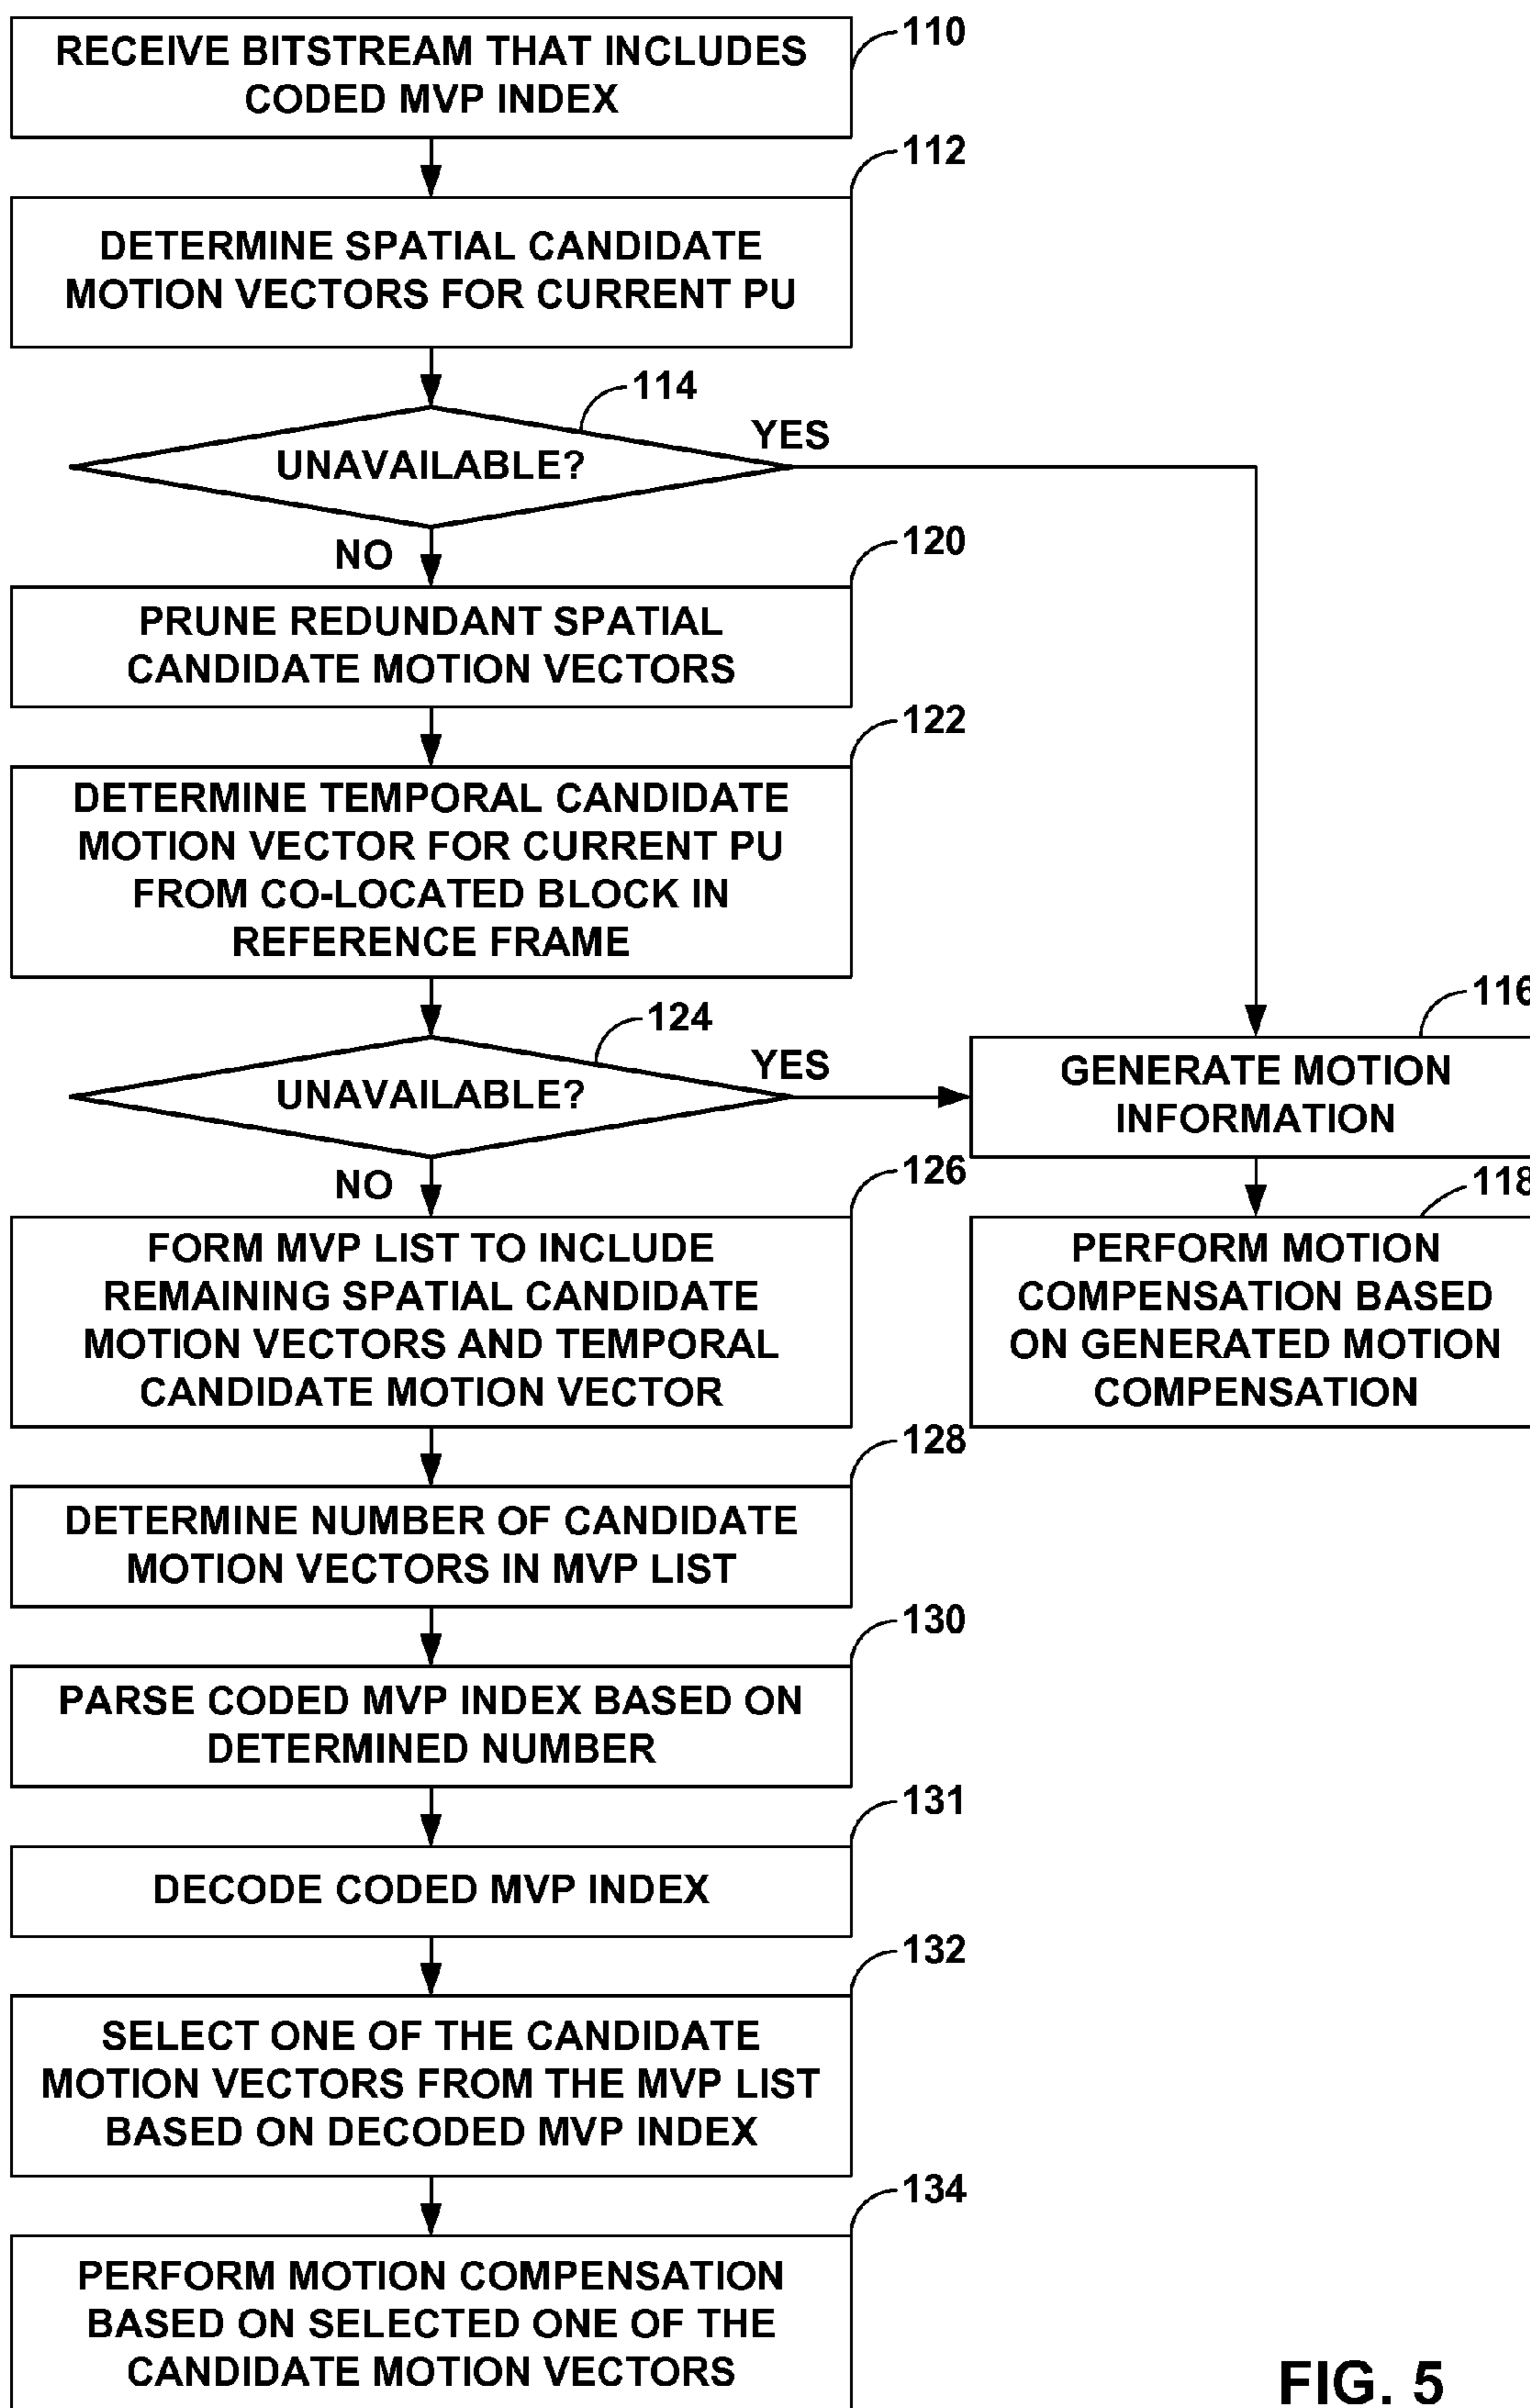 RECEIVE BITSTREAM THAT INCLUDES
CODED MVP INDEX
110
DETERMINE SPATIAL CANDIDATE
MOTION VECTORS FOR CURRENT PU
112
UNAVAILABLE?
114
YES
NO
PRUNE REDUNDANT SPATIAL
CANDIDATE MOTION VECTORS
120
DETERMINE TEMPORAL CANDIDATE
MOTION VECTOR FOR CURRENT PU
FROM CO-LOCATED BLOCK IN
REFERENCE FRAME
122
UNAVAILABLE?
124
YES
NO
GENERATE MOTION
INFORMATION
116
PERFORM MOTION
COMPENSATION BASED
ON GENERATED MOTION
COMPENSATION
118
FORM MVP LIST TO INCLUDE
REMAINING SPATIAL CANDIDATE
MOTION VECTORS AND TEMPORAL
CANDIDATE MOTION VECTOR
126
DETERMINE NUMBER OF CANDIDATE
MOTION VECTORS IN MVP LIST
128
PARSE CODED MVP INDEX BASED ON
DETERMINED NUMBER
130
DECODE CODED MVP INDEX
131
SELECT ONE OF THE CANDIDATE
MOTION VECTORS FROM THE MVP LIST
BASED ON DECODED MVP INDEX
132
PERFORM MOTION COMPENSATION
BASED ON SELECTED ONE OF THE
CANDIDATE MOTION VECTORS
134
FIG. 5